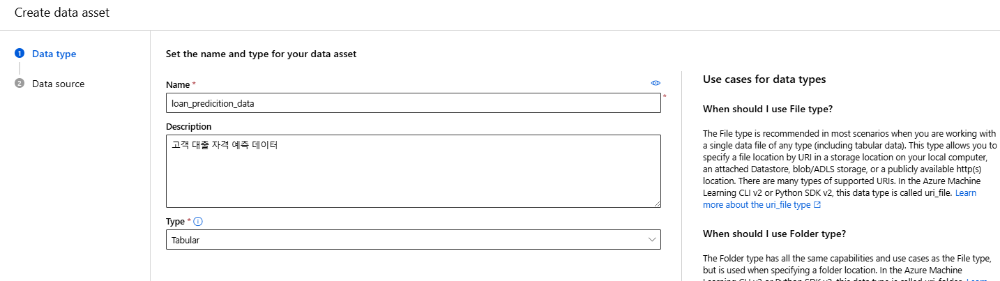 Create data asset
1 Data type
2 Data source
Set the name and type for your data asset
Name *
loan_predicition_data
*
Description
고객 대출 자격 예측 데이터
Type *
Tabular
Use cases for data types
When should I use File type?
The File type is recommended in most scenarios when you are working with
a single data file of any type (including tabular data). This type allows you to
specify a file location by URI in a storage location on your local computer,
an attached Datastore, blob/ADLS storage, or a publicly available http(s)
location. There are many types of supported URIs. In the Azure Machine
Learning CLI v2 or Python SDK v2, this data type is called uri_file. Learn
more about the uri_file type
When should I use Folder type?
The Folder type has all the same capabilities and use cases as the File type,
but is used when specifying a folder location. In the Azure Machine
Learning CLI v2 or Python SDK v2, this data type is called uri_folder. Learn